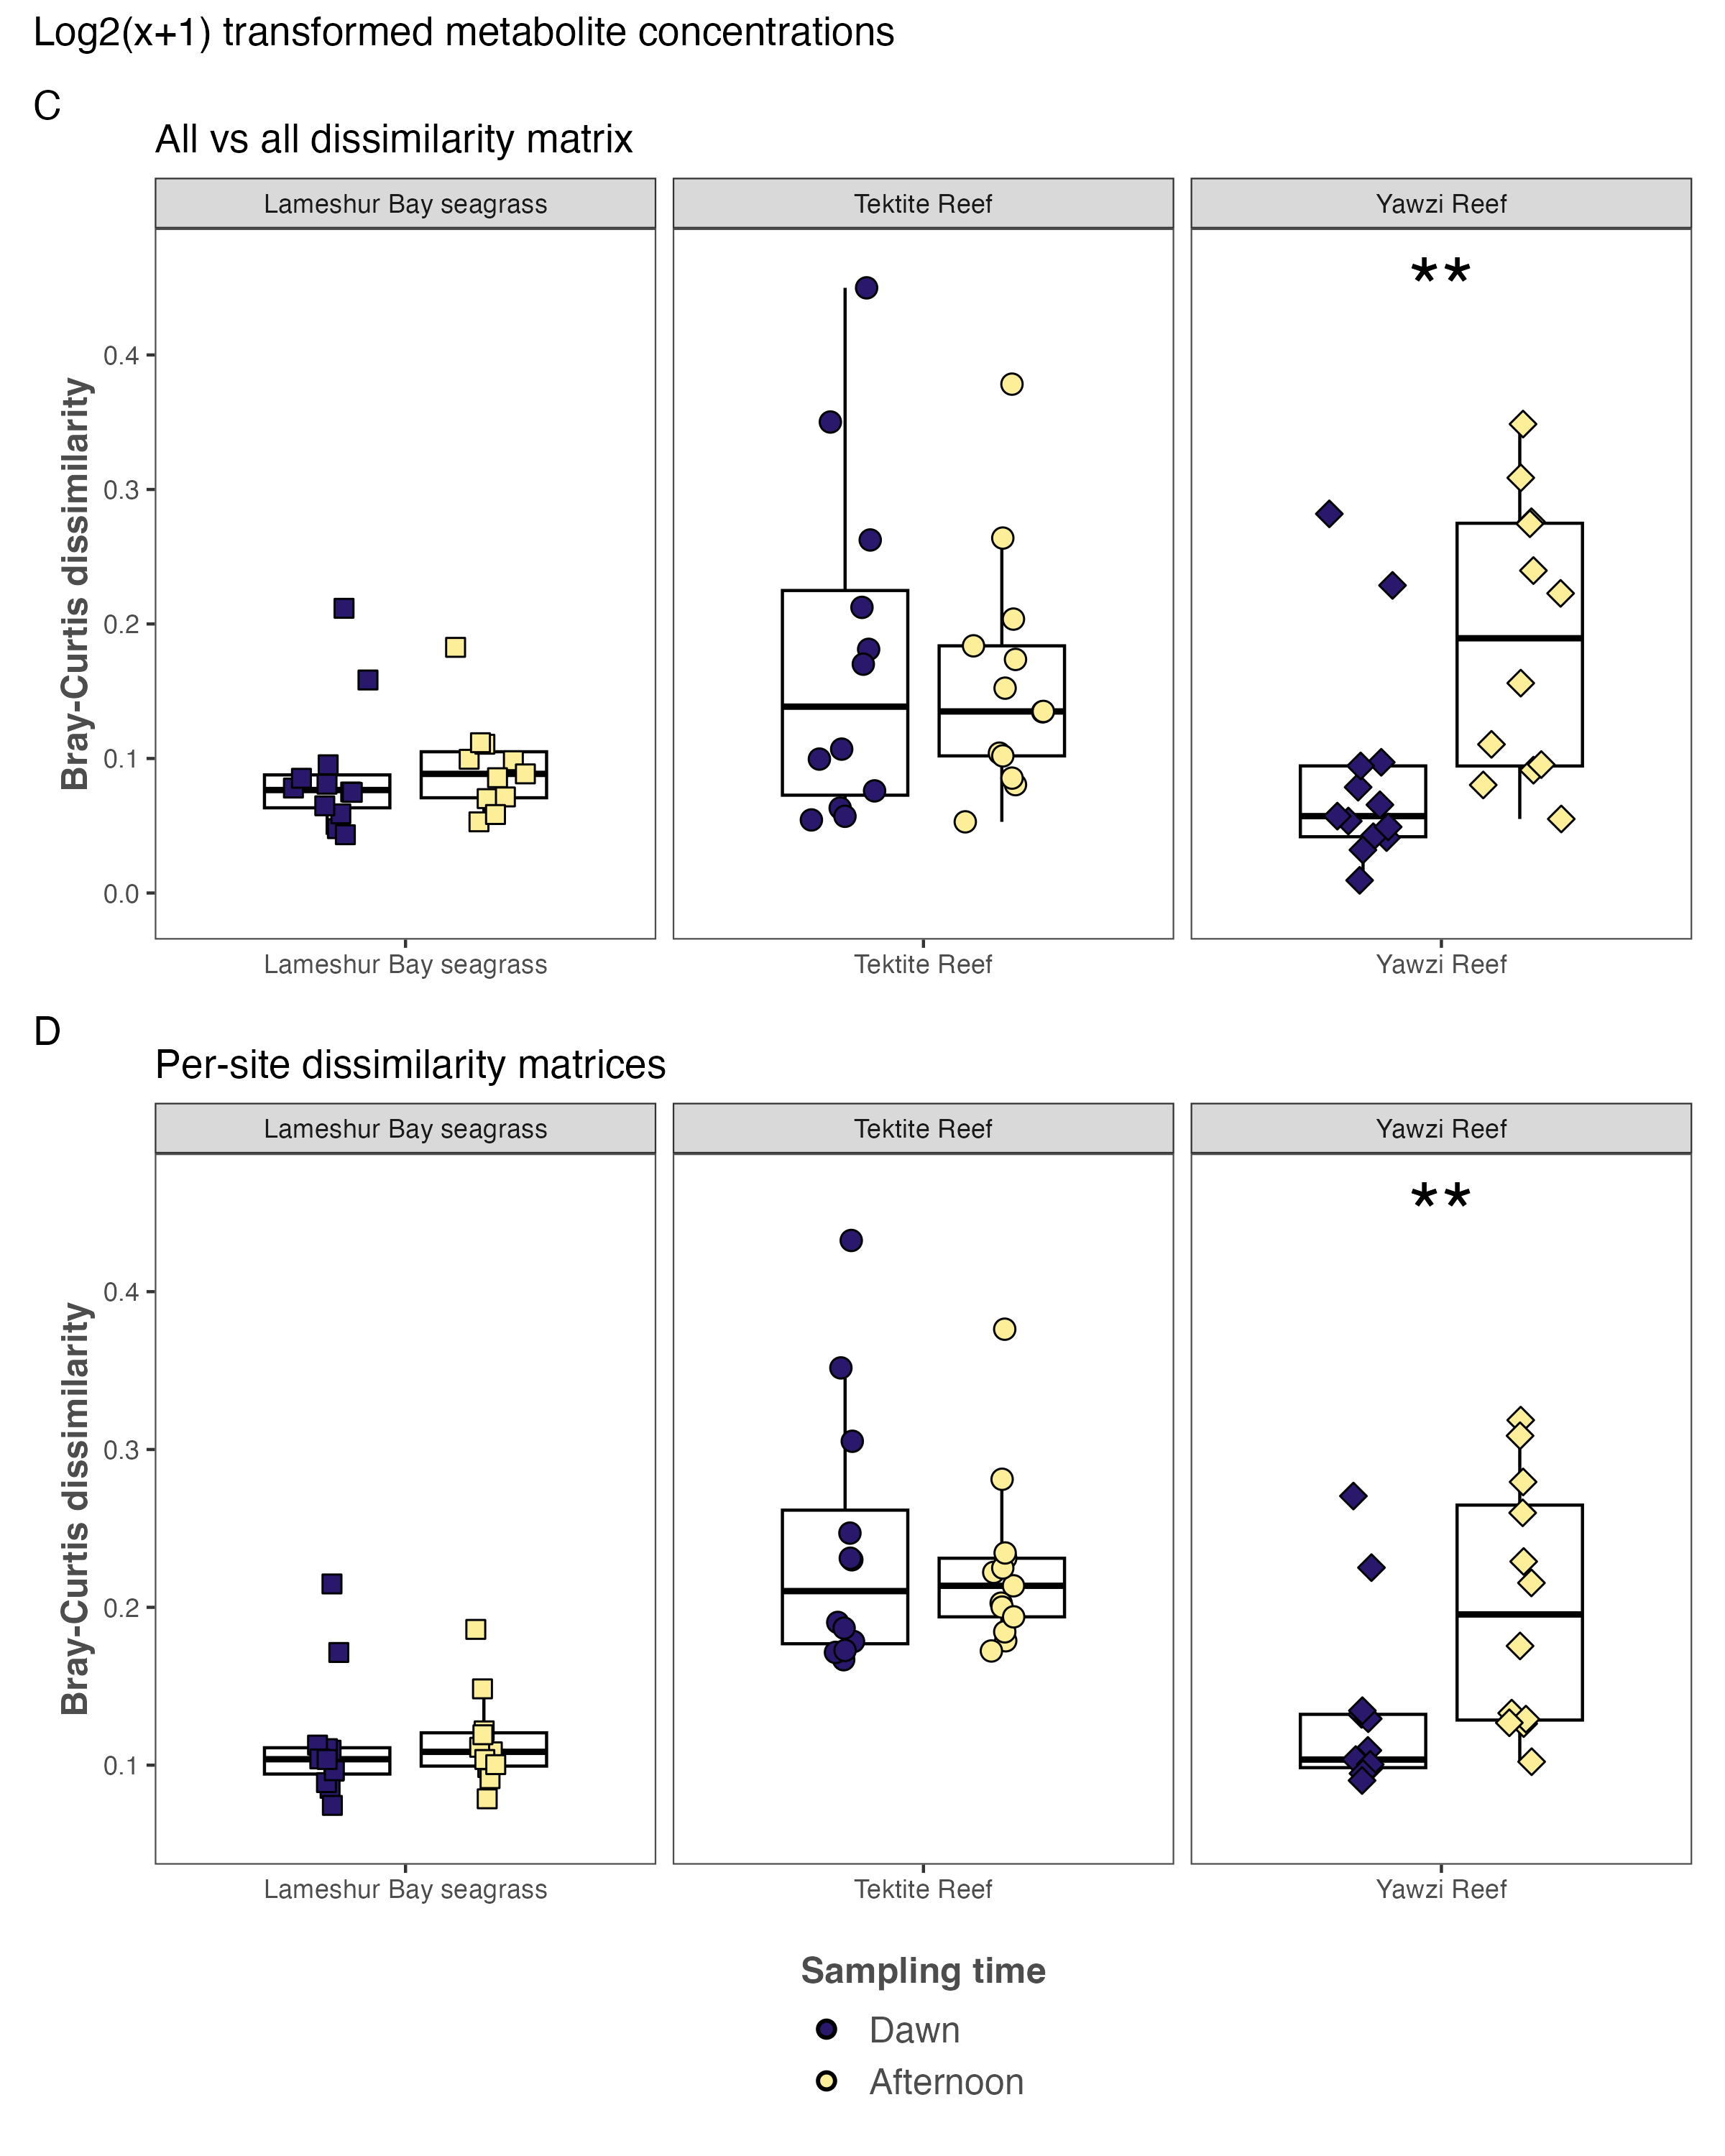 Log2(x+1) transformed metabolite concentrations
C
All vs all dissimilarity matrix
Lameshur Bay seagrass Tektite Reef Yawzi Reef
**
Bray-Curtis dissimilarity
0.4
0.3
0.2
0.1
0.0
Lameshur Bay seagrass Tektite Reef Yawzi Reef
D
Per-site dissimilarity matrices
Lameshur Bay seagrass Tektite Reef Yawzi Reef
**
Bray-Curtis dissimilarity
0.4
0.3
0.2
0.1
Lameshur Bay seagrass Tektite Reef Yawzi Reef
Sampling time
Dawn
Afternoon